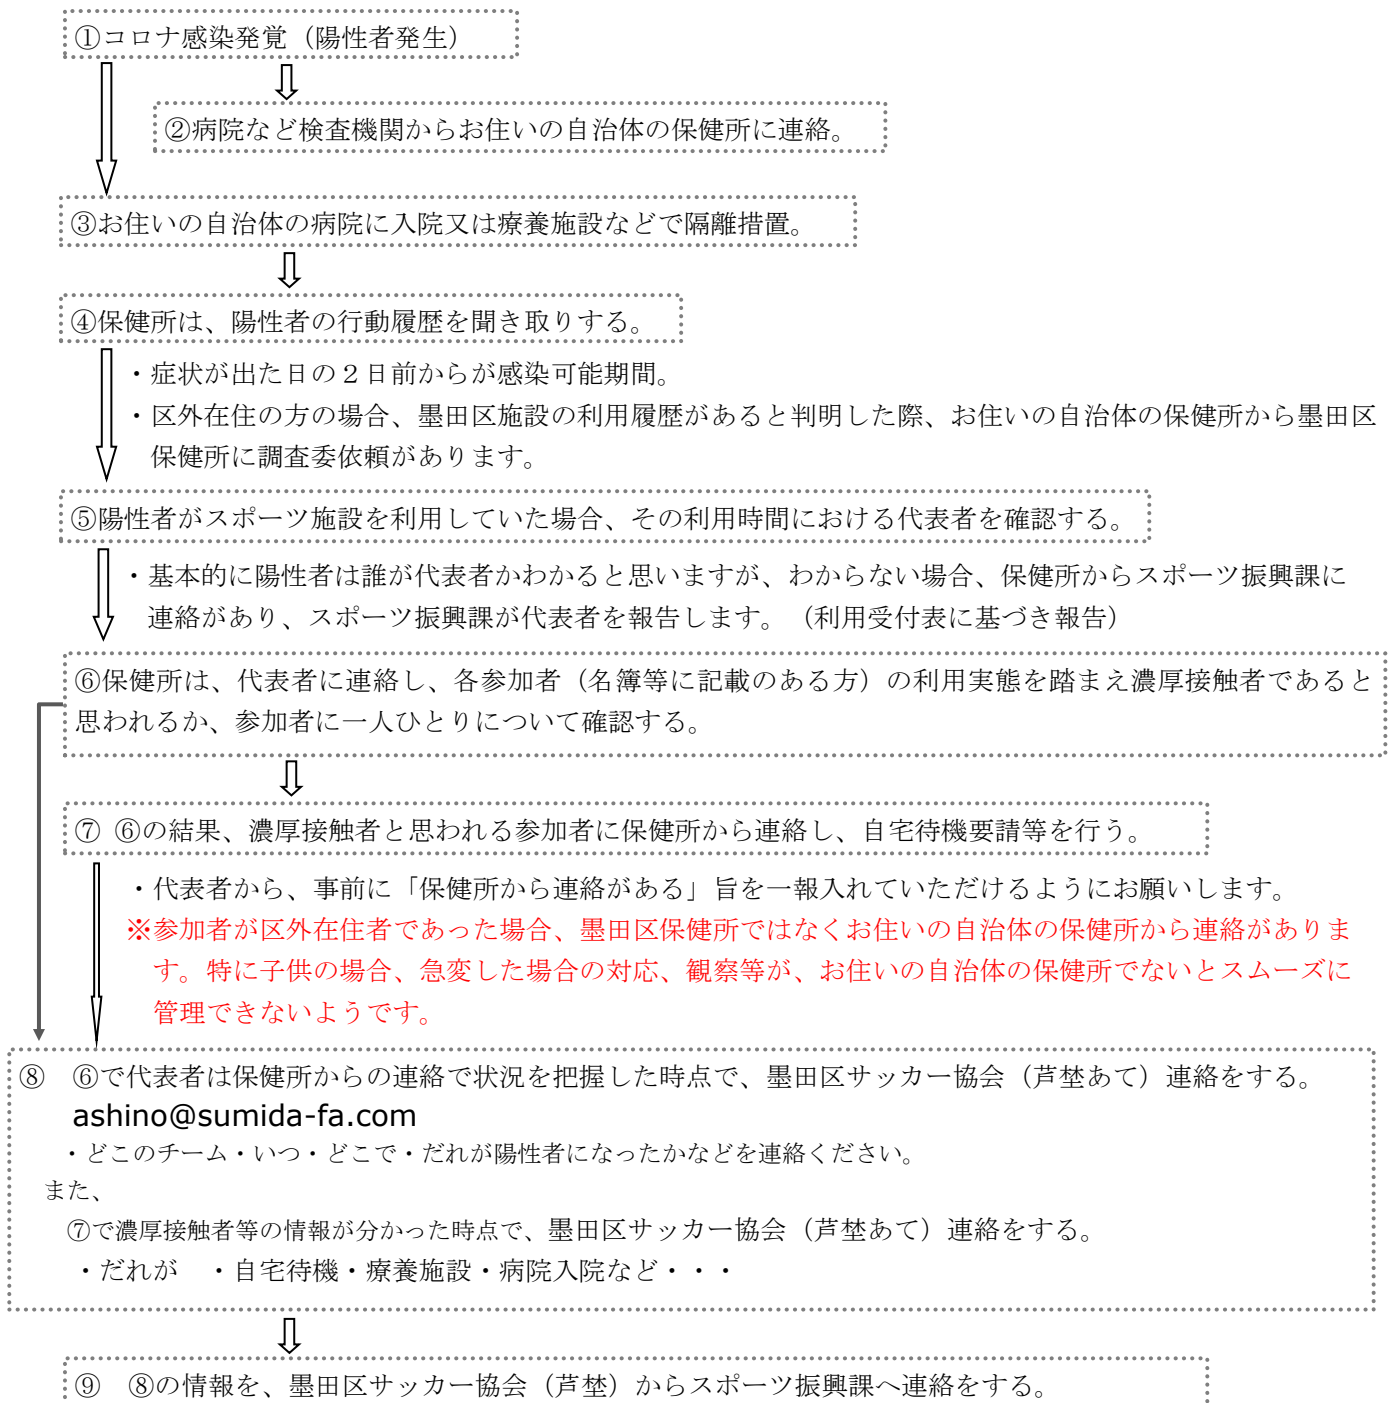 ①コロナ感染発覚（陽性者発生）
②病院など検査機関からお住いの自治体の保健所に連絡。
③お住いの自治体の病院に入院又は療養施設などで隔離措置。
④保健所は、陽性者の行動履歴を聞き取りする。
・症状が出た日の２日前からが感染可能期間。
・区外在住の方の場合、墨田区施設の利用履歴があると判明した際、お住いの自治体の保健所から墨田区
保健所に調査委依頼があります。
⑤陽性者がスポーツ施設を利用していた場合、その利用時間における代表者を確認する。
・基本的に陽性者は誰が代表者かわかると思いますが、わからない場合、保健所からスポーツ振興課に
連絡があり、スポーツ振興課が代表者を報告します。（利用受付表に基づき報告）
⑥保健所は、代表者に連絡し、各参加者（名簿等に記載のある方）の利用実態を踏まえ濃厚接触者であると
思われるか、参加者に一人ひとりについて確認する。
⑦ ⑥の結果、濃厚接触者と思われる参加者に保健所から連絡し、自宅待機要請等を行う。
・代表者から、事前に「保健所から連絡がある」旨を一報入れていただけるようにお願いします。
※参加者が区外在住者であった場合、墨田区保健所ではなくお住いの自治体の保健所から連絡がありま
す。特に子供の場合、急変した場合の対応、観察等が、お住いの自治体の保健所でないとスムーズに
管理できないようです。
⑧　⑥で代表者は保健所からの連絡で状況を把握した時点で、墨田区サッカー協会（芦埜あて）連絡をする。
ashino@sumida-fa.com
・どこのチーム・いつ・どこで・だれが陽性者になったかなどを連絡ください。
また、
⑦で濃厚接触者等の情報が分かった時点で、墨田区サッカー協会（芦埜あて）連絡をする。
・だれが　・自宅待機・療養施設・病院入院など・・・
⑨　⑧の情報を、墨田区サッカー協会（芦埜）からスポーツ振興課へ連絡をする。